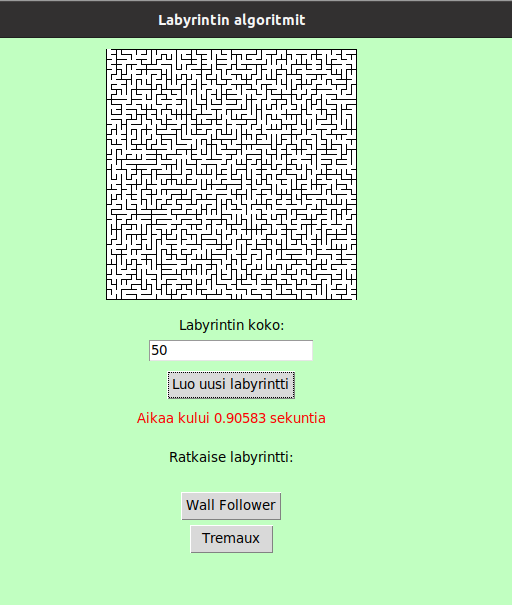 Labyrintin algoritmit
Labyrintin koko:
50
Luo uusi labyrintti
Aikaa kului 0.90583 sekuntia
Ratkaise labyrintti:
Wall Follower
Tremaux